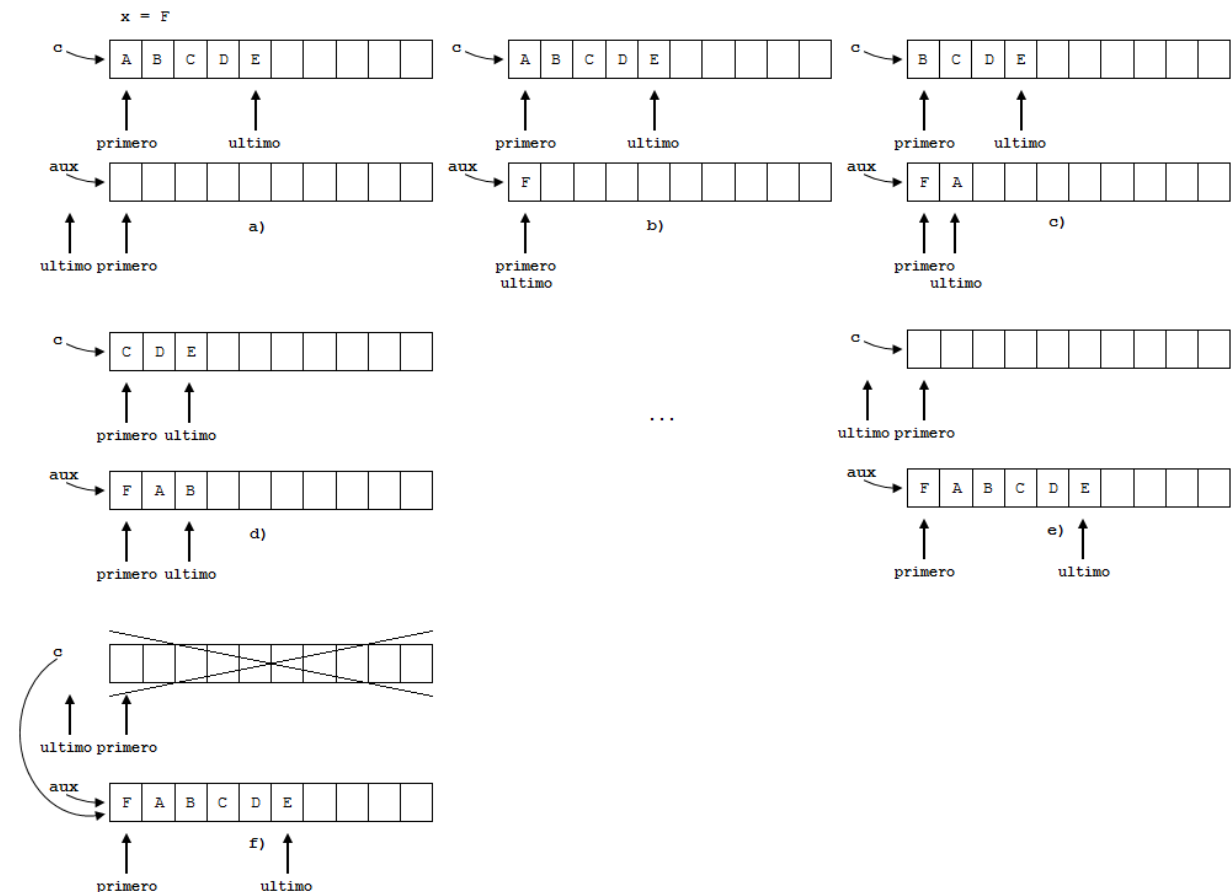 x = F
c A B C D E
primero ultimo
aux
a)
ultimo primero
c A B C D E
primero ultimo
aux F
b)
primero
ultimo
c B C D E
primero ultimo
aux F A
c)
primero
ultimo
c C D E
primero ultimo
aux F A B
d)
primero ultimo
...
c
ultimo primero
aux F A B C D E
e)
primero ultimo
c
ultimo primero
aux F A B C D E
f)
primero ultimo